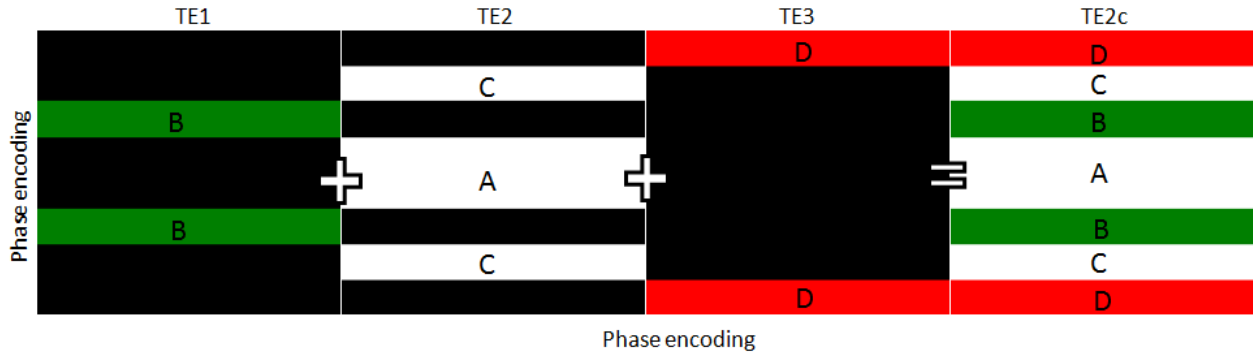 TE1 TE2 TE3 TE2c
D D
C C
B B
A A
B B
C C
D D
Phase encoding
Phase encoding